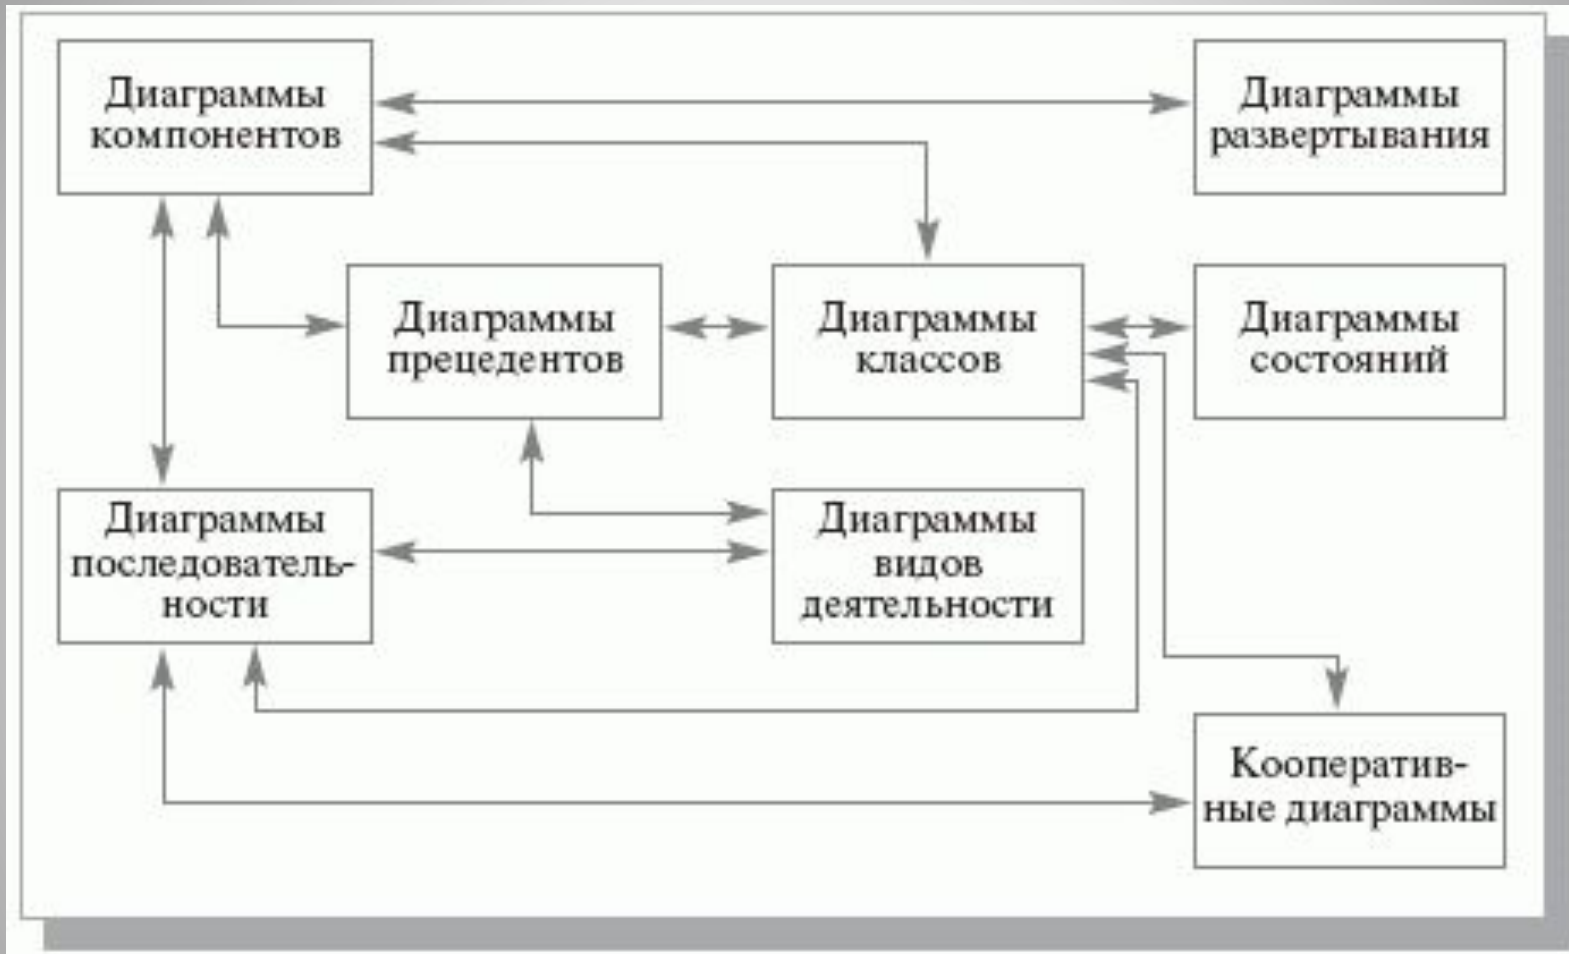 Диаграммы
компонентов
Диаграммы
развертывания
Диаграммы
прецедентов
Диаграммы
классов
Диаграммы
состояний
Диаграммы
последователь-
ности
Диаграммы
видов
деятельности
Кооператив-
ные диаграммы